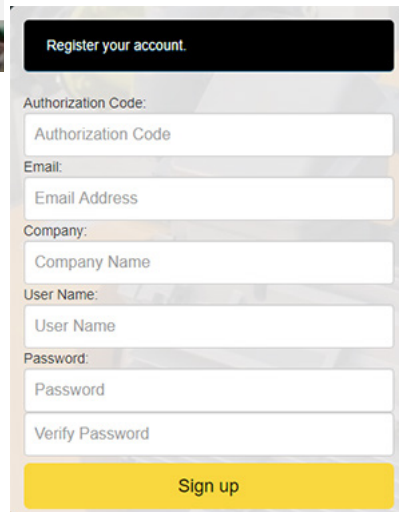 Register your account.
Authorization Code:
Authorization Code
Email:
Email Address
Company:
Company Name
User Name:
User Name
Password:
Password
Verify Password
Sign up